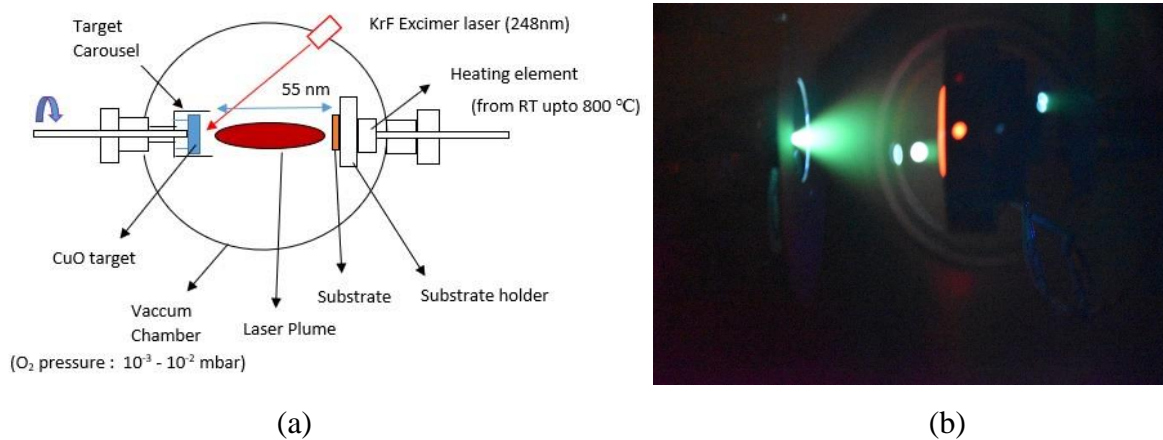 Target
Carousel
KrF Excimer laser (248nm)
55 nm
Heating element
(from RT upto 800 °C)
CuO target
Vaccum
Chamber
Laser Plume
Substrate
Substrate holder
(O₂ pressure : 10⁻³ - 10⁻² mbar)
(a)
(b)